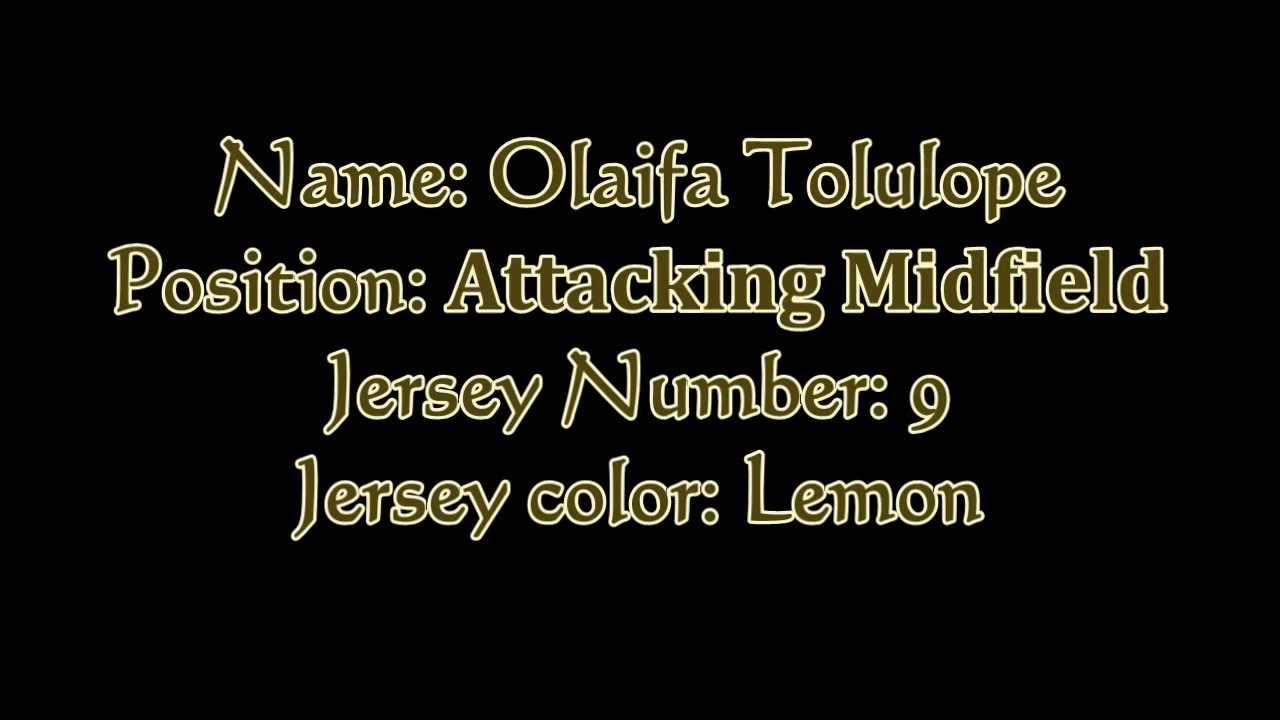 Name: Olaifa Tolulope
Position: Attacking Midfield
Jersey Number: 9
Jersey color: Lemon